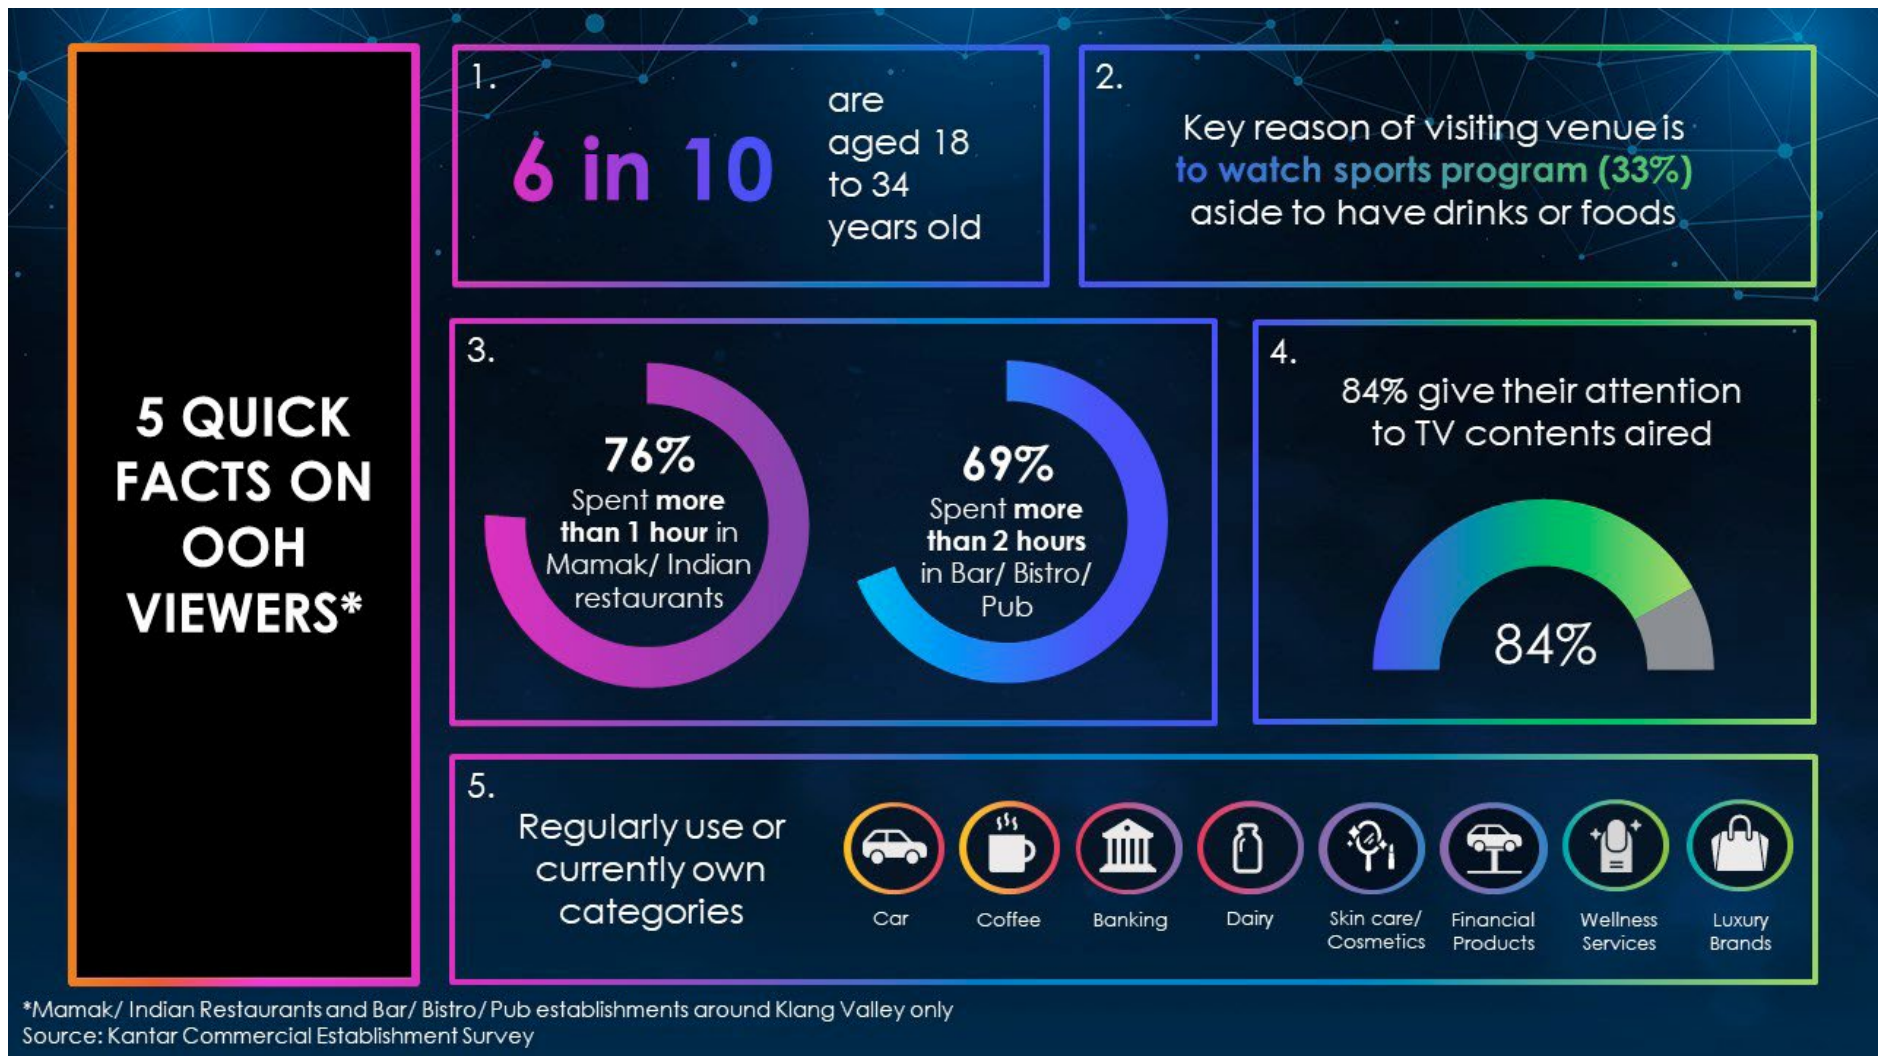 5 QUICK
FACTS ON
OOH
VIEWERS*
1.
6 in 10
are
aged 18
to 34
years old
2.
Key reason of visiting venue is
to watch sports program (33%)
aside to have drinks or foods
3.
76%
Spent more
than 1 hour in
Mamak/ Indian
restaurants
69%
Spent more
than 2 hours
in Bar/ Bistro/
Pub
4.
84% give their attention
to TV contents aired
84%
5.
Regularly use or
currently own
categories
Car
Coffee
Banking
Dairy
Skin care/
Cosmetics
Financial
Products
Wellness
Services
Luxury
Brands
*Mamak/ Indian Restaurants and Bar/ Bistro/ Pub establishments around Klang Valley only
Source: Kantar Commercial Establishment Survey